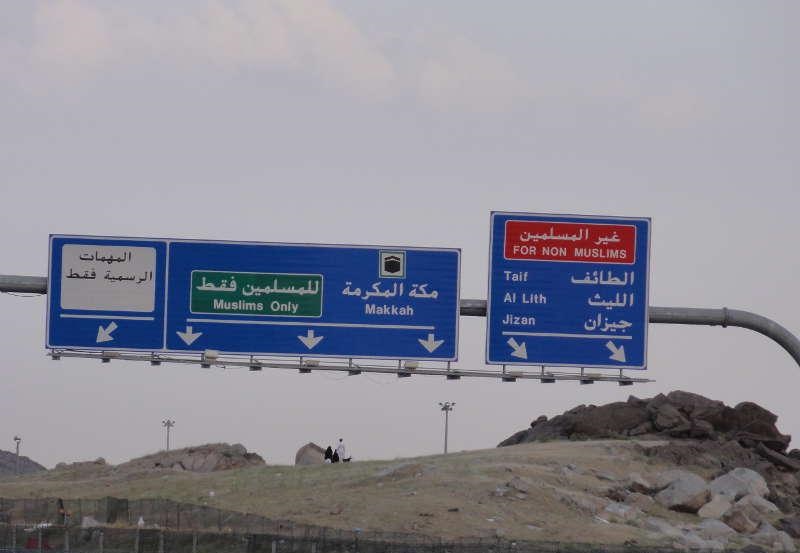 المهمات
الرسمية فقط
للمسلمين فقط
Muslims Only
مكة المكرمة
Makkah
غير المسلمين
FOR NON MUSLIMS
Taif الطائف
Al Lith الليث
Jizan جيزان